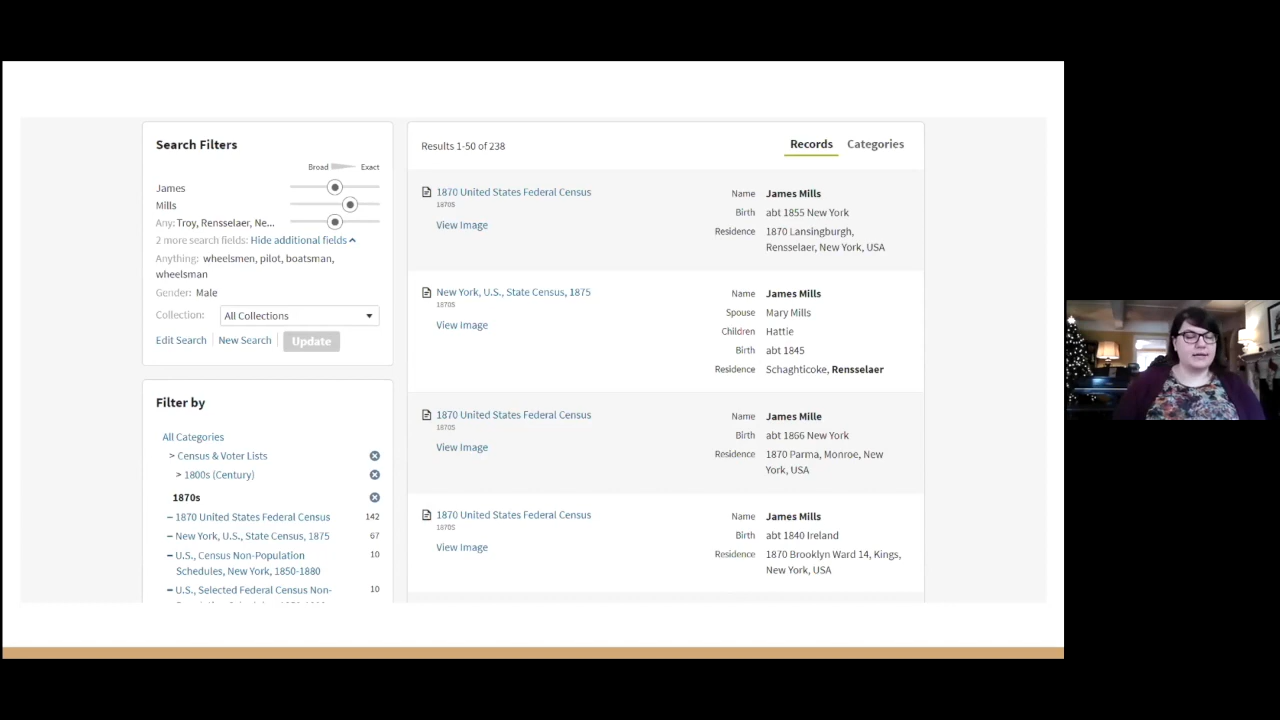 Search Filters
Broad Exact
James
Mills
Any: Troy, Rensselaer, Ne...
2 more search fields: Hide additional fields
Anything: wheelsmen, pilot, boatsman,
wheelsman
Gender: Male
Collection: All Collections
Edit Search New Search Update
Filter by
All Categories
> Census & Voter Lists
> 1800s (Century)
1870s
– 1870 United States Federal Census 142
– New York, U.S., State Census, 1875 67
– U.S., Census Non-Population 10
Schedules, New York, 1850-1880
– U.S., Selected Federal Census Non- 10
Results 1-50 of 238
Records Categories
1870 United States Federal Census
1870S
View Image
Name James Mills
Birth abt 1855 New York
Residence 1870 Lansingburgh,
Rensselaer, New York, USA
New York, U.S., State Census, 1875
1870S
View Image
Name James Mills
Spouse Mary Mills
Children Hattie
Birth abt 1845
Residence Schaghticoke, Rensselaer
1870 United States Federal Census
1870S
View Image
Name James Mille
Birth abt 1866 New York
Residence 1870 Parma, Monroe, New
York, USA
1870 United States Federal Census
1870S
View Image
Name James Mills
Birth abt 1840 Ireland
Residence 1870 Brooklyn Ward 14, Kings,
New York, USA